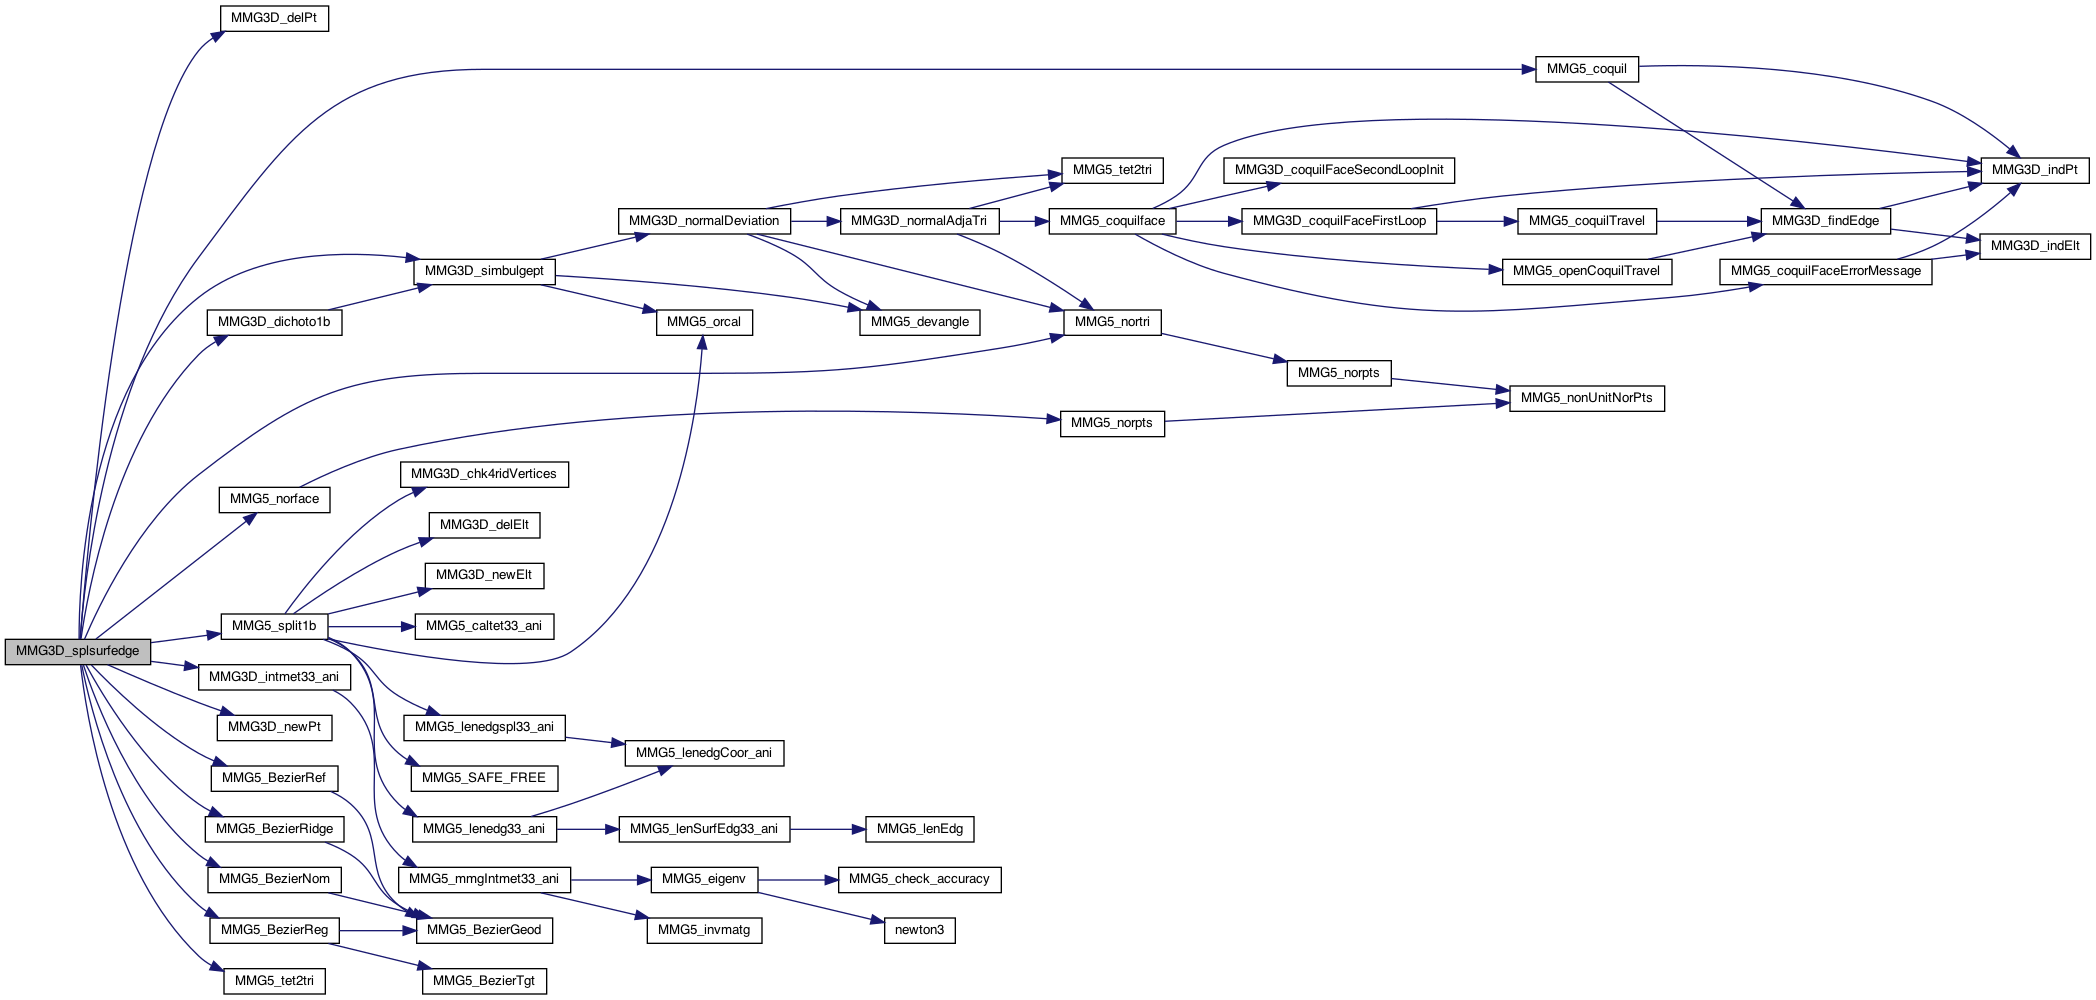 MMG3D_delPt
MMG5_coquil
MMG5_tet2tri
MMG3D_coquilFaceSecondLoopInit
MMG3D_indPt
MMG3D_normalDeviation
MMG3D_normalAdjaTri
MMG5_coquilface
MMG3D_coquilFaceFirstLoop
MMG5_coquilTravel
MMG3D_findEdge
MMG3D_indElt
MMG3D_simbulgept
MMG5_openCoquilTravel
MMG5_coquilFaceErrorMessage
MMG3D_dichoto1b
MMG5_orcal
MMG5_devangle
MMG5_nortri
MMG5_norpts
MMG5_nonUnitNorPts
MMG5_norpts
MMG3D_chk4ridVertices
MMG5_norface
MMG3D_delElt
MMG3D_newElt
MMG5_split1b
MMG5_caltet33_ani
MMG3D_splsurfedge
MMG3D_intmet33_ani
MMG3D_newPt
MMG5_lenedgspl33_ani
MMG5_lenedgCoor_ani
MMG5_BezierRef
MMG5_SAFE_FREE
MMG5_BezierRidge
MMG5_lenedg33_ani
MMG5_lenSurfEdg33_ani
MMG5_lenEdg
MMG5_BezierNom
MMG5_mmgIntmet33_ani
MMG5_eigenv
MMG5_check_accuracy
MMG5_BezierReg
MMG5_BezierGeod
MMG5_invmatg
newton3
MMG5_tet2tri
MMG5_BezierTgt